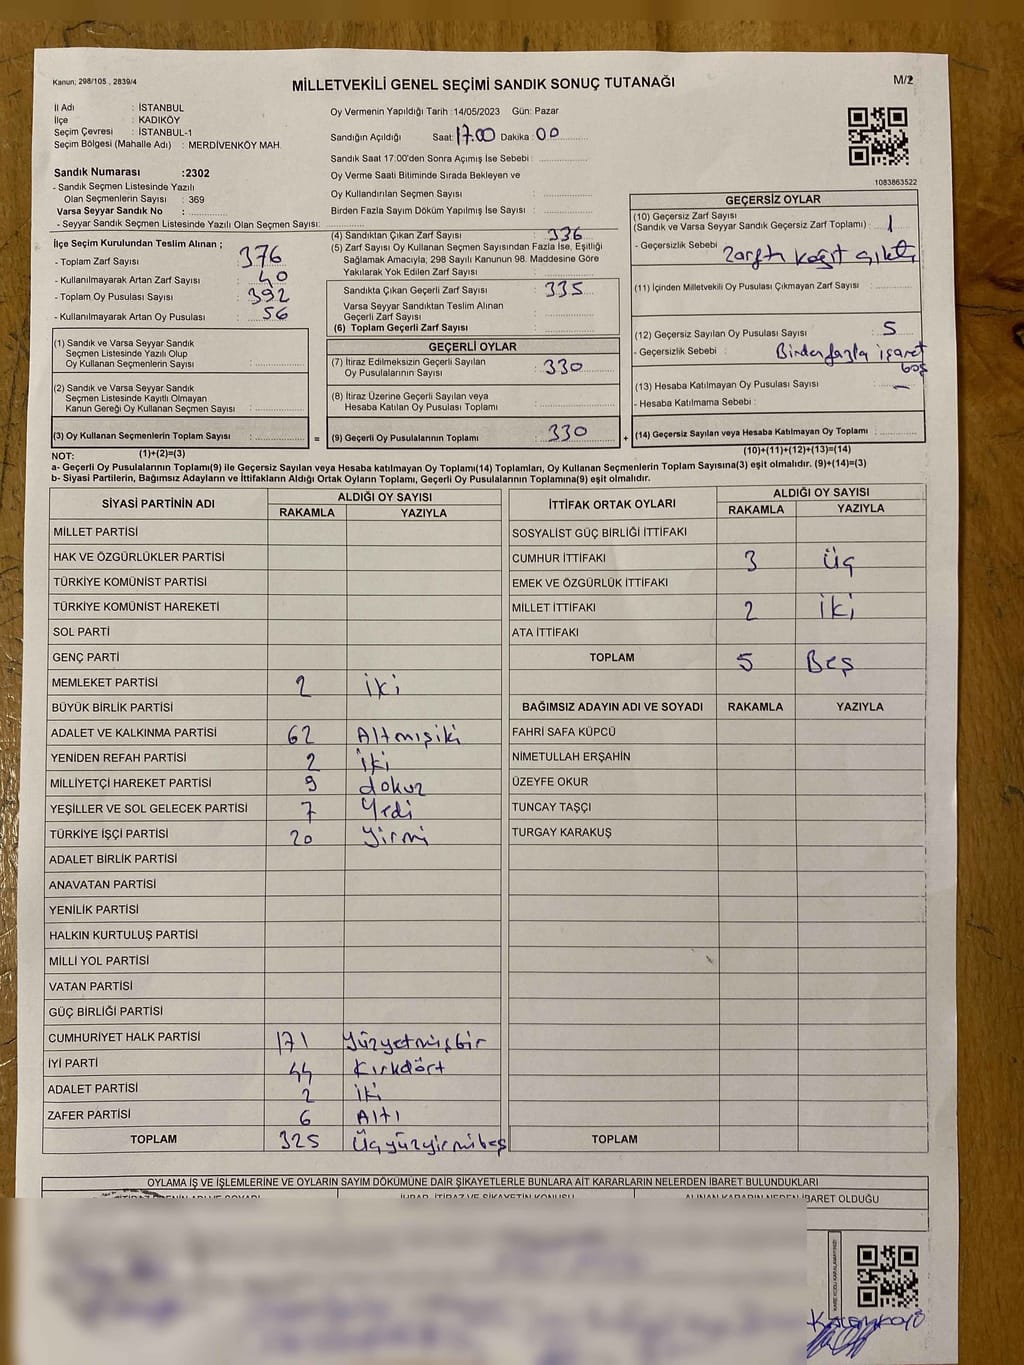 Kanun; 298/105 , 2839/4
MİLLETVEKİLİ GENEL SEÇİMİ SANDIK SONUÇ TUTANAĞI
M/2
İl Adı : İSTANBUL
İlçe : KADIKÖY
Seçim Çevresi : İSTANBUL-1
Seçim Bölgesi (Mahalle Adı) : MERDİVENKÖY MAH.
Sandık Numarası :2302
- Sandık Seçmen Listesinde Yazılı
Olan Seçmenlerin Sayısı : 369
Varsa Seyyar Sandık No :
- Seyyar Sandık Seçmen Listesinde Yazılı Olan Seçmen Sayısı:
Oy Vermenin Yapıldığı Tarih : 14/05/2023 Gün: Pazar
Sandığın Açıldığı Saat: 17.00 Dakika : 00
Sandık Saat 17:00'den Sonra Açımış İse Sebebi :
Oy Verme Saati Bitiminde Sırada Bekleyen ve
Oy Kullandırılan Seçmen Sayısı :
Birden Fazla Sayım Döküm Yapılmış İse Sayısı :
1083863522
İlçe Seçim Kurulundan Teslim Alınan ;
- Toplam Zarf Sayısı : 376
- Kullanılmayarak Artan Zarf Sayısı : 40
- Toplam Oy Pusulası Sayısı : 392
- Kullanılmayarak Artan Oy Pusulası : 56
(4) Sandıktan Çıkan Zarf Sayısı : 336
(5) Zarf Sayısı Oy Kullanan Seçmen Sayısından Fazla İse, Eşitliği
Sağlamak Amacıyla; 298 Sayılı Kanunun 98. Maddesine Göre
Yakılarak Yok Edilen Zarf Sayısı :
Sandıkta Çıkan Geçerli Zarf Sayısı : 335
Varsa Seyyar Sandıktan Teslim Alınan
Geçerli Zarf Sayısı :
(6) Toplam Geçerli Zarf Sayısı :
GEÇERSİZ OYLAR
(10) Geçersiz Zarf Sayısı
(Sandık ve Varsa Seyyar Sandık Geçersiz Zarf Toplamı) : 1
- Geçersizlik Sebebi : Zarftan kağıt çıktı
(11) İçinden Milletvekili Oy Pusulası Çıkmayan Zarf Sayısı :
(12) Geçersiz Sayılan Oy Pusulası Sayısı : 5
- Geçersizlik Sebebi : Birden fazla işaret
boş
(13) Hesaba Katılmayan Oy Pusulası Sayısı : –
- Hesaba Katılmama Sebebi :
(1) Sandık ve Varsa Seyyar Sandık
Seçmen Listesinde Yazılı Olup
Oy Kullanan Seçmenlerin Sayısı :
(2) Sandık ve Varsa Seyyar Sandık
Seçmen Listesinde Kayıtlı Olmayan
Kanun Gereği Oy Kullanan Seçmen Sayısı :
GEÇERLİ OYLAR
(7) İtiraz Edilmeksizin Geçerli Sayılan
Oy Pusulalarının Sayısı : 330
(8) İtiraz Üzerine Geçerli Sayılan veya
Hesaba Katılan Oy Pusulası Toplamı :
(3) Oy Kullanan Seçmenlerin Toplam Sayısı : = (9) Geçerli Oy Pusulalarının Toplamı : 330 + (14) Geçersiz Sayılan veya Hesaba Katılmayan Oy Toplamı :
NOT: (1)+(2)=(3) (10)+(11)+(12)+(13)=(14)
a- Geçerli Oy Pusulalarının Toplamı(9) ile Geçersiz Sayılan veya Hesaba katılmayan Oy Toplamı(14) Toplamları, Oy Kullanan Seçmenlerin Toplam Sayısına(3) eşit olmalıdır. (9)+(14)=(3)
b- Siyasi Partilerin, Bağımsız Adayların ve İttifakların Aldığı Oyların Toplamı, Geçerli Oy Pusulalarının Toplamına(9) eşit olmalıdır.
SİYASİ PARTİNİN ADI ALDIĞI OY SAYISI
RAKAMLA YAZIYLA
MİLLET PARTİSİ
HAK VE ÖZGÜRLÜKLER PARTİSİ
TÜRKİYE KOMÜNİST PARTİSİ
TÜRKİYE KOMÜNİST HAREKETİ
SOL PARTİ
GENÇ PARTİ
MEMLEKET PARTİSİ 2 iki
BÜYÜK BİRLİK PARTİSİ
ADALET VE KALKINMA PARTİSİ 62 Altmışiki
YENİDEN REFAH PARTİSİ 2 iki
MİLLİYETÇİ HAREKET PARTİSİ 9 dokuz
YEŞİLLER VE SOL GELECEK PARTİSİ 7 Yedi
TÜRKİYE İŞÇİ PARTİSİ 20 Yirmi
ADALET BİRLİK PARTİSİ
ANAVATAN PARTİSİ
YENİLİK PARTİSİ
HALKIN KURTULUŞ PARTİSİ
MİLLİ YOL PARTİSİ
VATAN PARTİSİ
GÜÇ BİRLİĞİ PARTİSİ
CUMHURİYET HALK PARTİSİ 171 Yüzyetmişbir
İYİ PARTİ 44 Kırkdört
ADALET PARTİSİ 2 iki
ZAFER PARTİSİ 6 Altı
TOPLAM 325 Üçyüzyirmibeş
İTTİFAK ORTAK OYLARI ALDIĞI OY SAYISI
RAKAMLA YAZIYLA
SOSYALİST GÜÇ BİRLİĞİ İTTİFAKI
CUMHUR İTTİFAKI 3 Üç
EMEK VE ÖZGÜRLÜK İTTİFAKI
MİLLET İTTİFAKI 2 iki
ATA İTTİFAKI
TOPLAM 5 Beş
BAĞIMSIZ ADAYIN ADI VE SOYADI RAKAMLA YAZIYLA
FAHRİ SAFA KÜPCÜ
NİMETULLAH ERŞAHİN
ÜZEYFE OKUR
TUNCAY TAŞÇI
TURGAY KARAKUŞ
TOPLAM
OYLAMA İŞ VE İŞLEMLERİNE VE OYLARIN SAYIM DÖKÜMÜNE DAİR ŞİKAYETLERLE BUNLARA AİT KARARLARIN NELERDEN İBARET BULUNDUKLARI
İHBAR, İTİRAZ VE ŞİKAYETİN KONUSU ALINAN KARARIN NEDEN İBARET OLDUĞU
KARE KODU KARALAMAYINIZ!